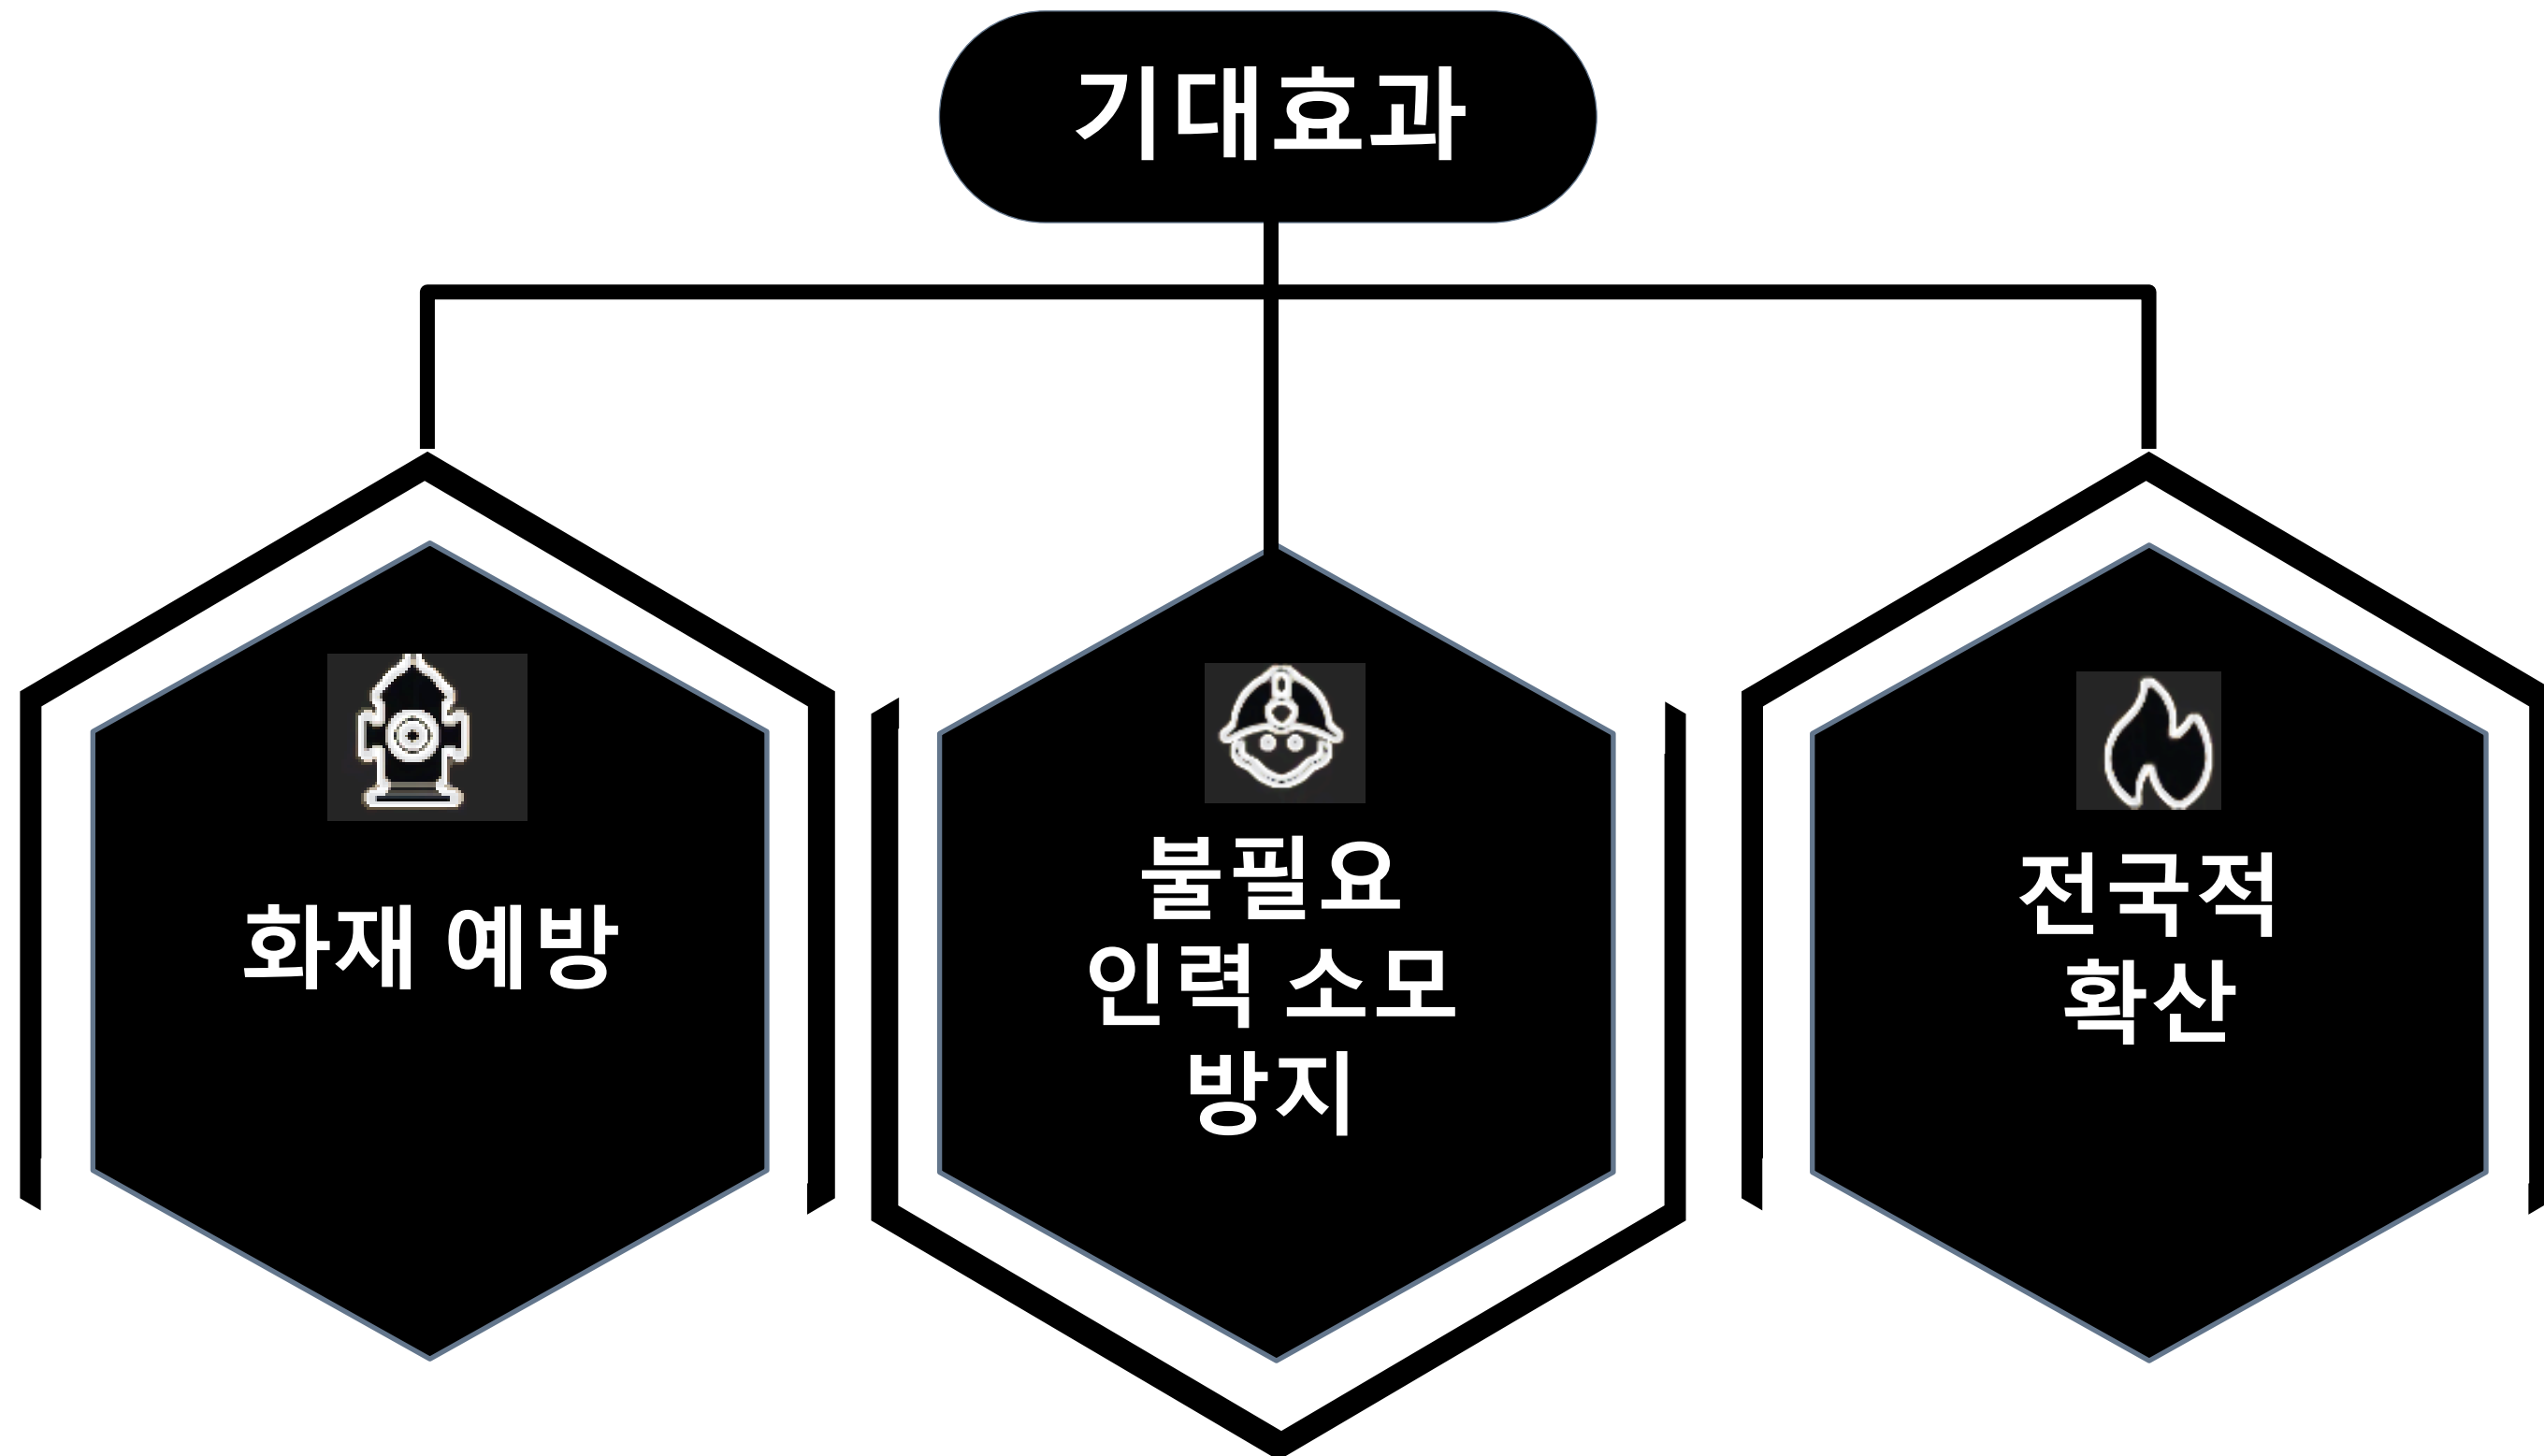 기대효과
화재 예방
불필요
인력 소모
방지
전국적
확산